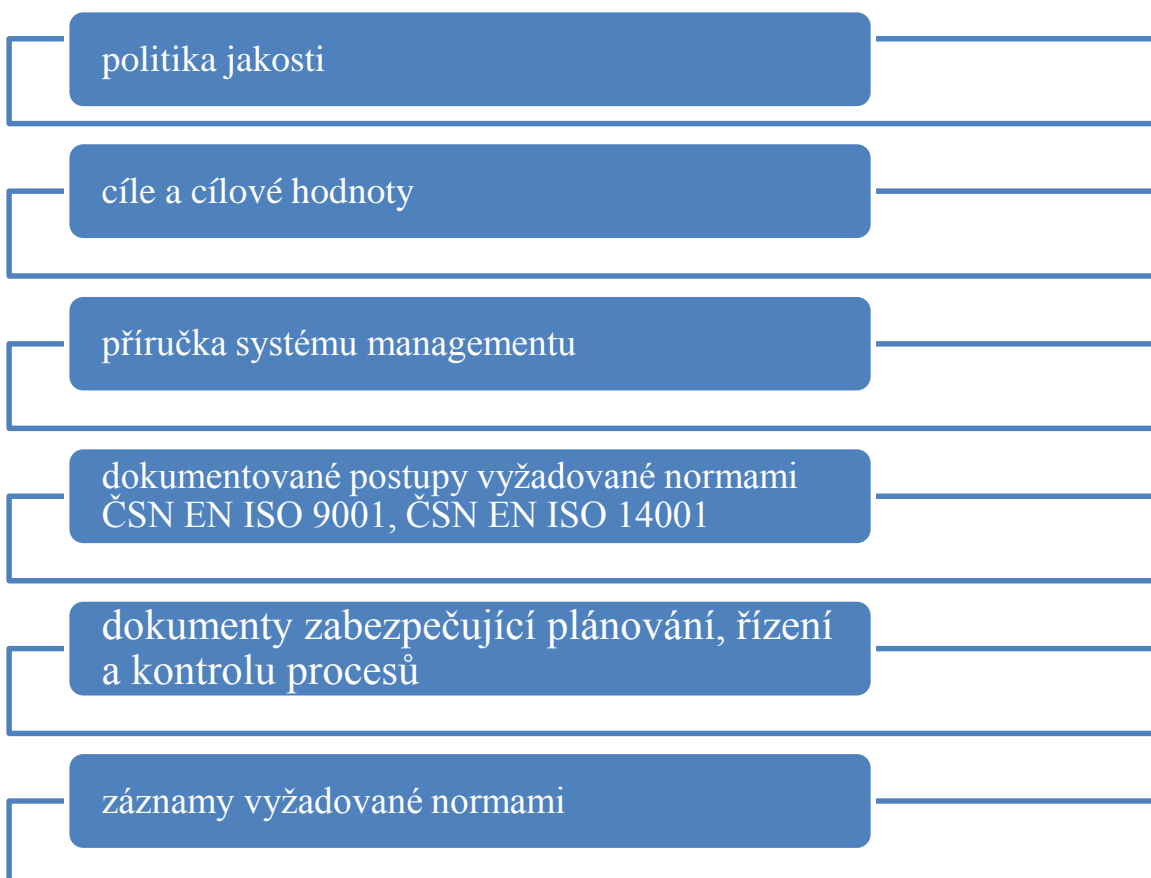 politika jakosti
cíle a cílové hodnoty
příručka systému managementu
dokumentované postupy vyžadované normami
ČSN EN ISO 9001, ČSN EN ISO 14001
dokumenty zabezpečující plánování, řízení
a kontrolu procesů
záznamy vyžadované normami